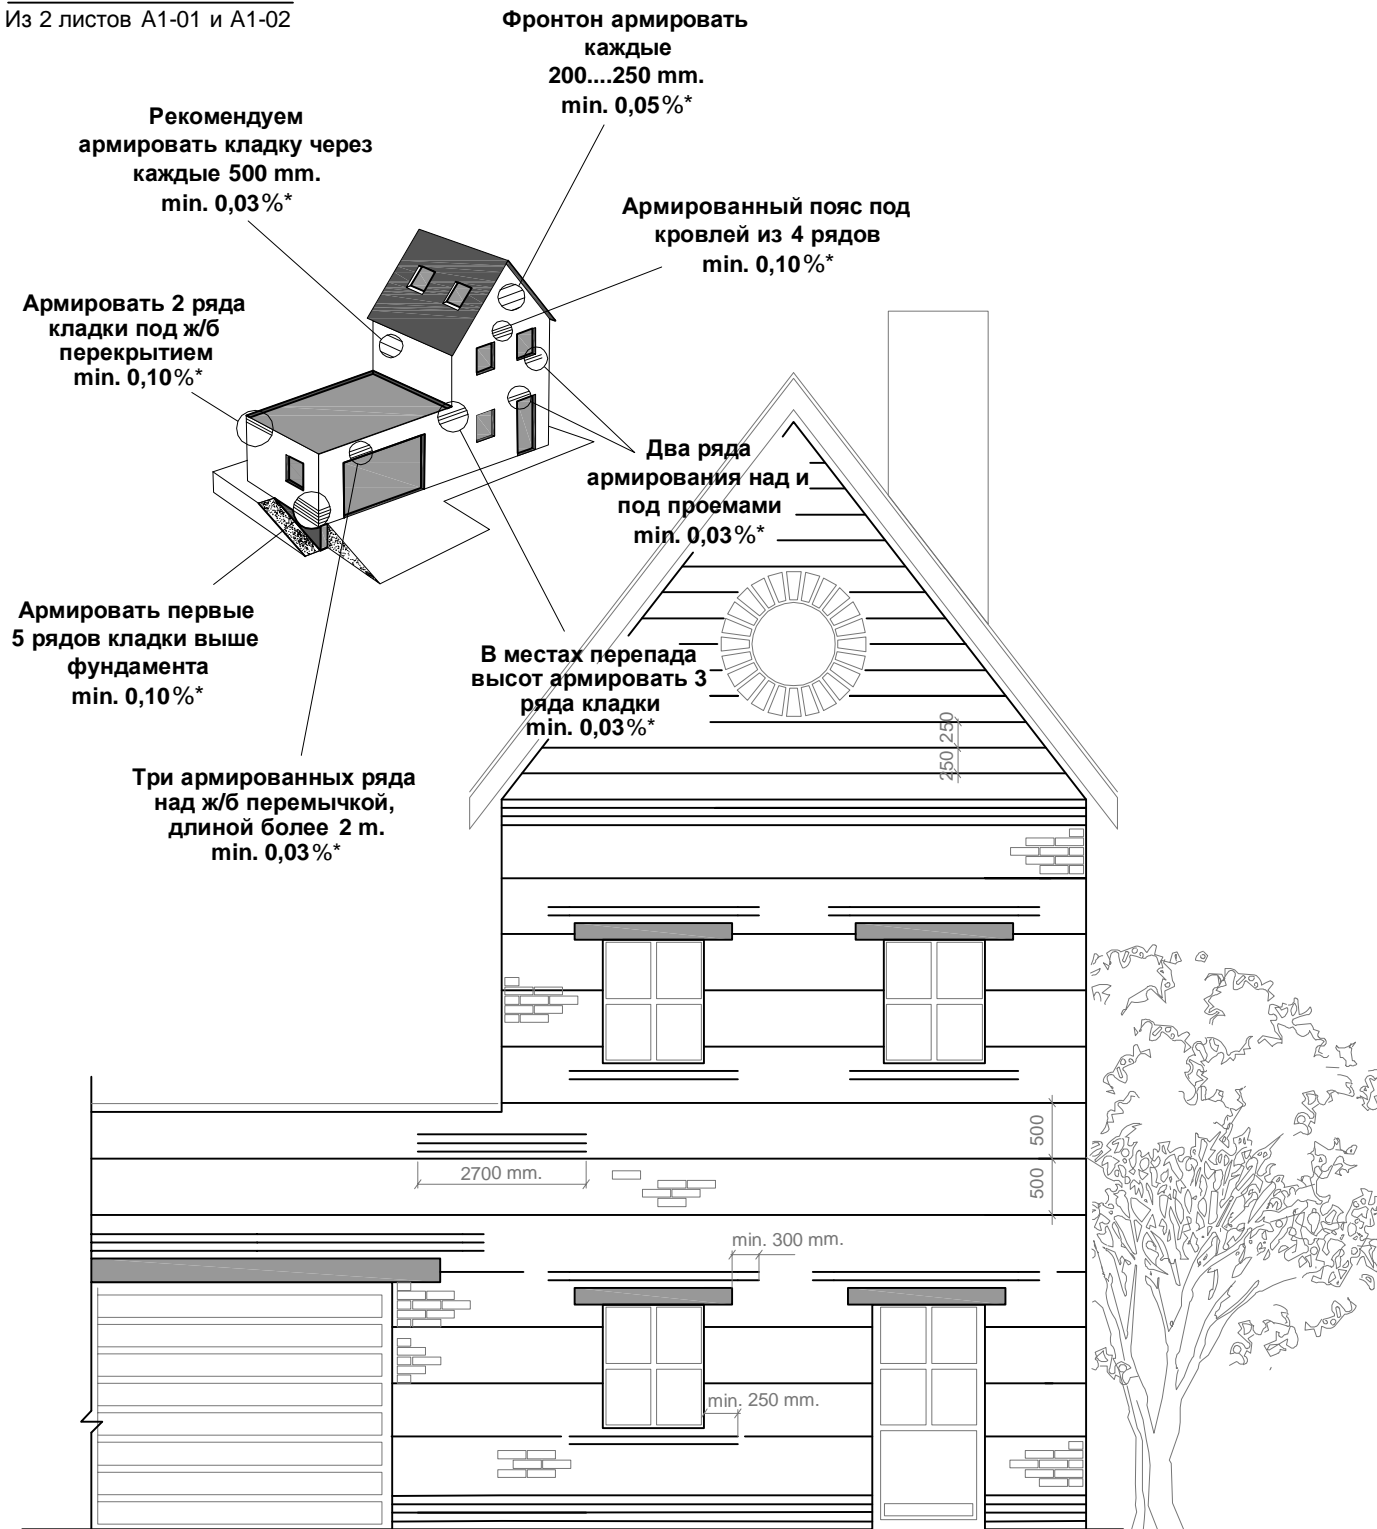 Из 2 листов А1-01 и А1-02
Фронтон армировать
каждые
200....250 mm.
min. 0,05%*
Рекомендуем
армировать кладку через
каждые 500 mm.
min. 0,03%*
Армированный пояс под
кровлей из 4 рядов
min. 0,10%*
Армировать 2 ряда
кладки под ж/б
перекрытием
min. 0,10%*
Два ряда
армирования над и
под проемами
min. 0,03%*
Армировать первые
5 рядов кладки выше
фундамента
min. 0,10%*
В местах перепада
высот армировать 3
ряда кладки
min. 0,03%*
Три армированных ряда
над ж/б перемычкой,
длиной более 2 m.
min. 0,03%*
250
250
500
500
2700 mm.
min. 300 mm.
min. 250 mm.